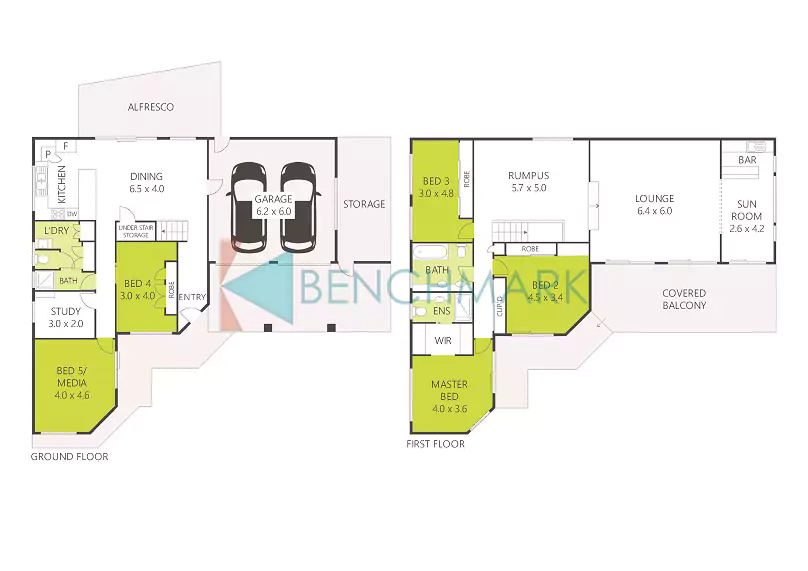 ALFRESCO
P
F
KITCHEN
DW
DINING
6.5 x 4.0
UNDER STAIR
STORAGE
L'DRY
BATH
STUDY
3.0 x 2.0
BED 4
3.0 x 4.0
ROBE
ENTRY
BED 5/
MEDIA
4.0 x 4.6
GARAGE
6.2 x 6.0
STORAGE
GROUND FLOOR
BENCHMARK
BED 3
3.0 x 4.8
ROBE
RUMPUS
5.7 x 5.0
LOUNGE
6.4 x 6.0
BAR
SUN
ROOM
2.6 x 4.2
BATH
ROBE
BED 2
4.5 x 3.4
CUP'D
ENS
WIR
MASTER
BED
4.0 x 3.6
COVERED
BALCONY
FIRST FLOOR